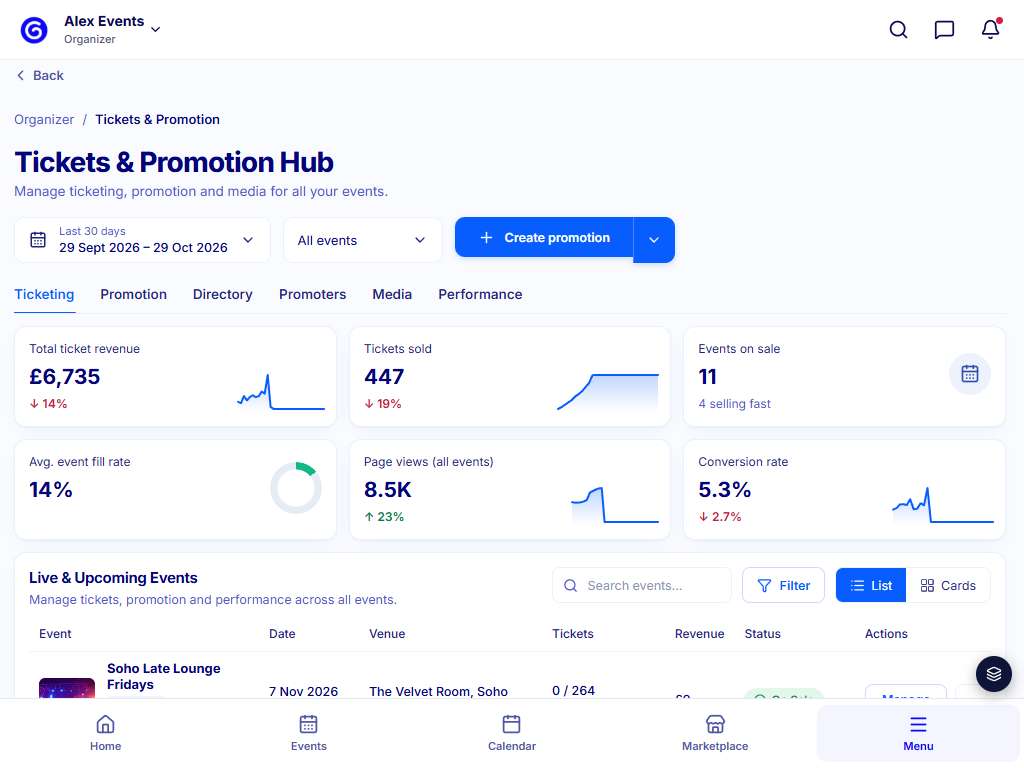 Alex Events
Organizer
Back
Organizer / Tickets & Promotion
Tickets & Promotion Hub
Manage ticketing, promotion and media for all your events.
Last 30 days
29 Sept 2026 – 29 Oct 2026
All events
Create promotion
Ticketing Promotion Directory Promoters Media Performance
Total ticket revenue
£6,735
↓ 14%
Tickets sold
447
↓ 19%
Events on sale
11
4 selling fast
Avg. event fill rate
14%
Page views (all events)
8.5K
↑ 23%
Conversion rate
5.3%
↓ 2.7%
Live & Upcoming Events
Manage tickets, promotion and performance across all events.
Search events...
Filter
List
Cards
Event Date Venue Tickets Revenue Status Actions
Soho Late Lounge
Fridays
7 Nov 2026
The Velvet Room, Soho
0 / 264
£0
On Sale
Manage
Home Events Calendar Marketplace Menu